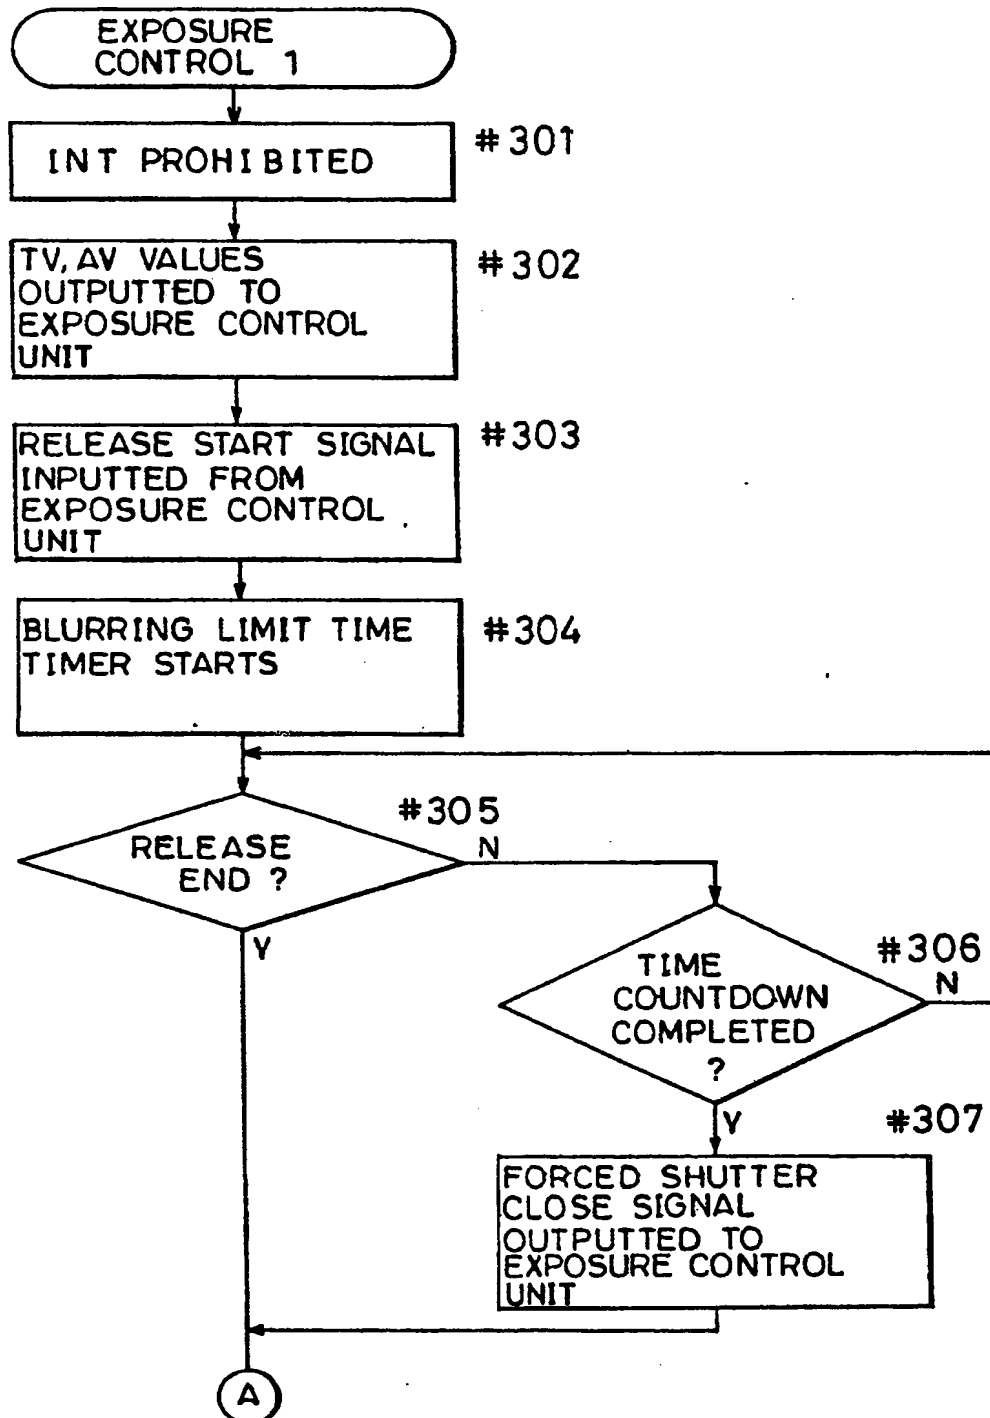 EXPOSURE
CONTROL 1
INT PROHIBITED
#301
TV, AV VALUES
OUTPUTTED TO
EXPOSURE CONTROL
UNIT
#302
RELEASE START SIGNAL
INPUTTED FROM
EXPOSURE CONTROL
UNIT
#303
BLURRING LIMIT TIME
TIMER STARTS
#304
#305
RELEASE
END ?
N
Y
#306
TIME
COUNTDOWN
COMPLETED
?
N
Y
#307
FORCED SHUTTER
CLOSE SIGNAL
OUTPUTTED TO
EXPOSURE CONTROL
UNIT
A